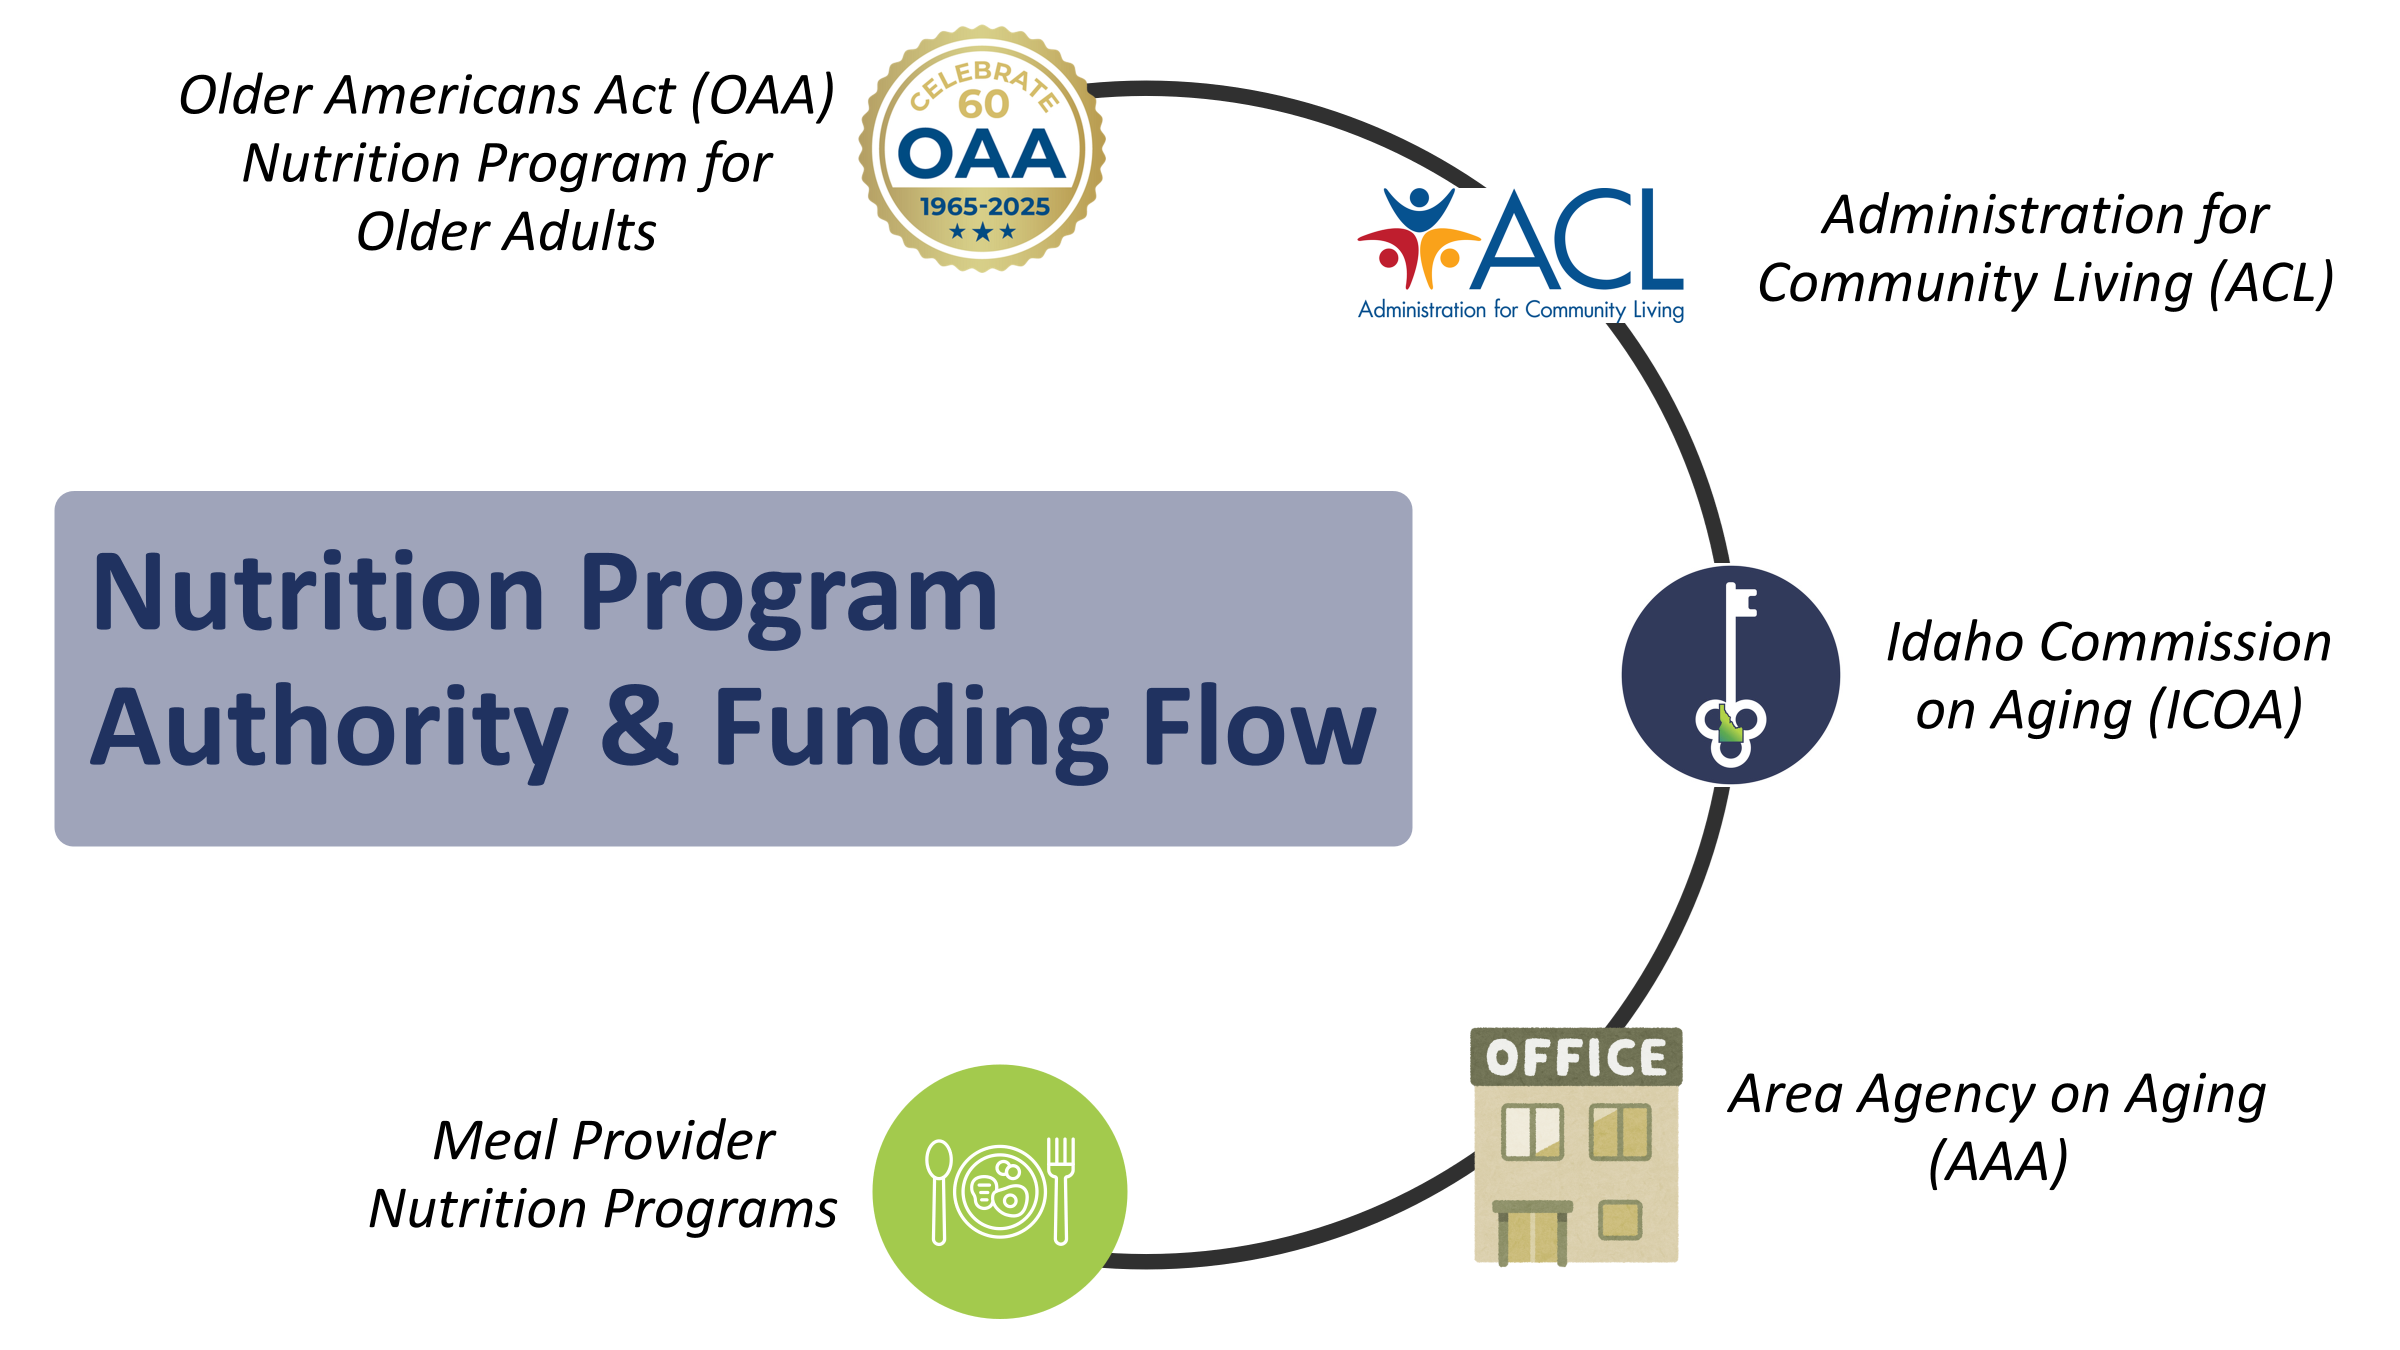 Older Americans Act (OAA)
Nutrition Program for
Older Adults
CELEBRATE
60
OAA
1965-2025
ACL
Administration for Community Living
Administration for
Community Living (ACL)
Nutrition Program
Authority & Funding Flow
Idaho Commission
on Aging (ICOA)
OFFICE
Area Agency on Aging
(AAA)
Meal Provider
Nutrition Programs